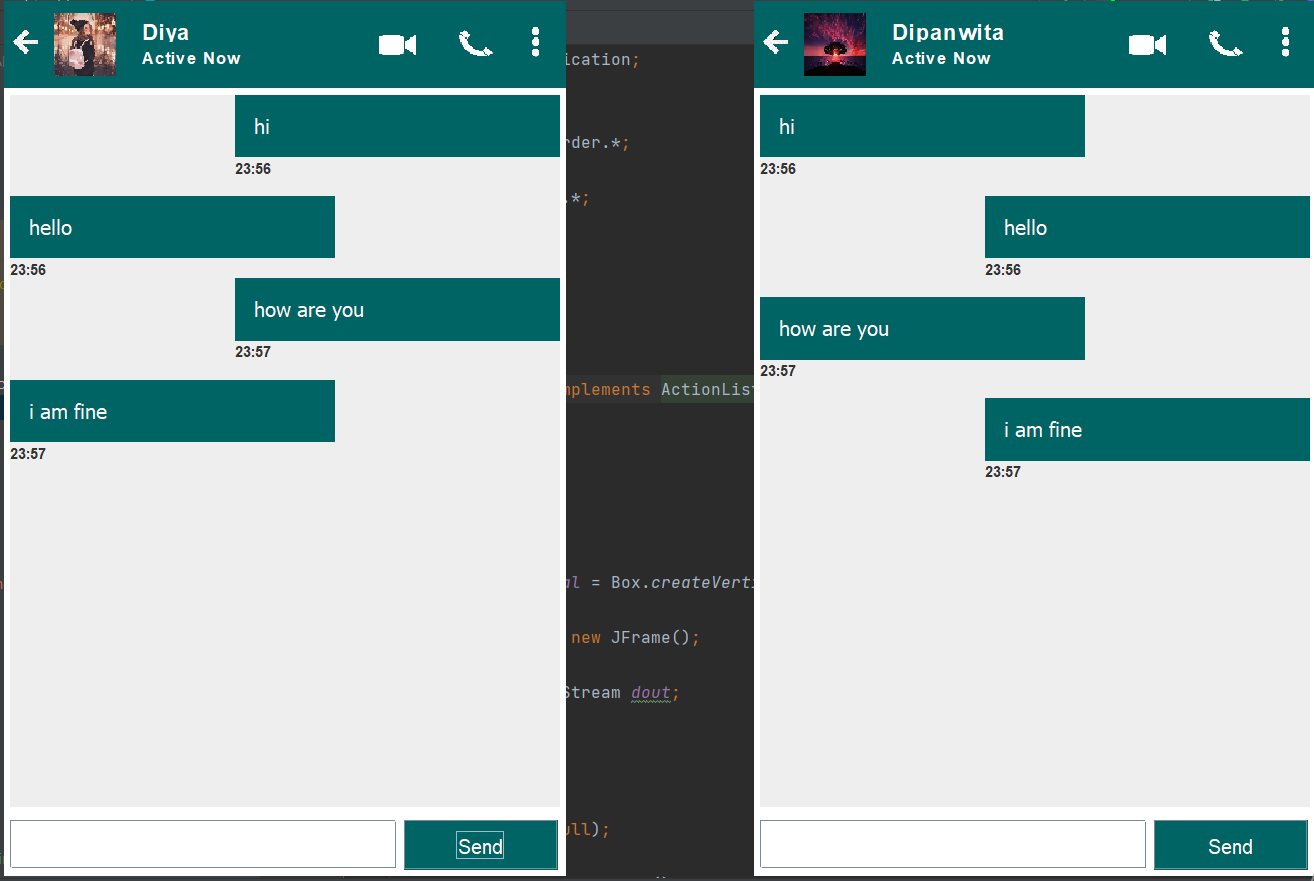 Diya
Active Now
hi
23:56
hello
23:56
how are you
23:57
i am fine
23:57
Send
ication;
rder.*;
.*;
mplements ActionLis
al = Box.createVert
new JFrame();
Stream dout;
ull);
Dipanwita
Active Now
hi
23:56
hello
23:56
how are you
23:57
i am fine
23:57
Send